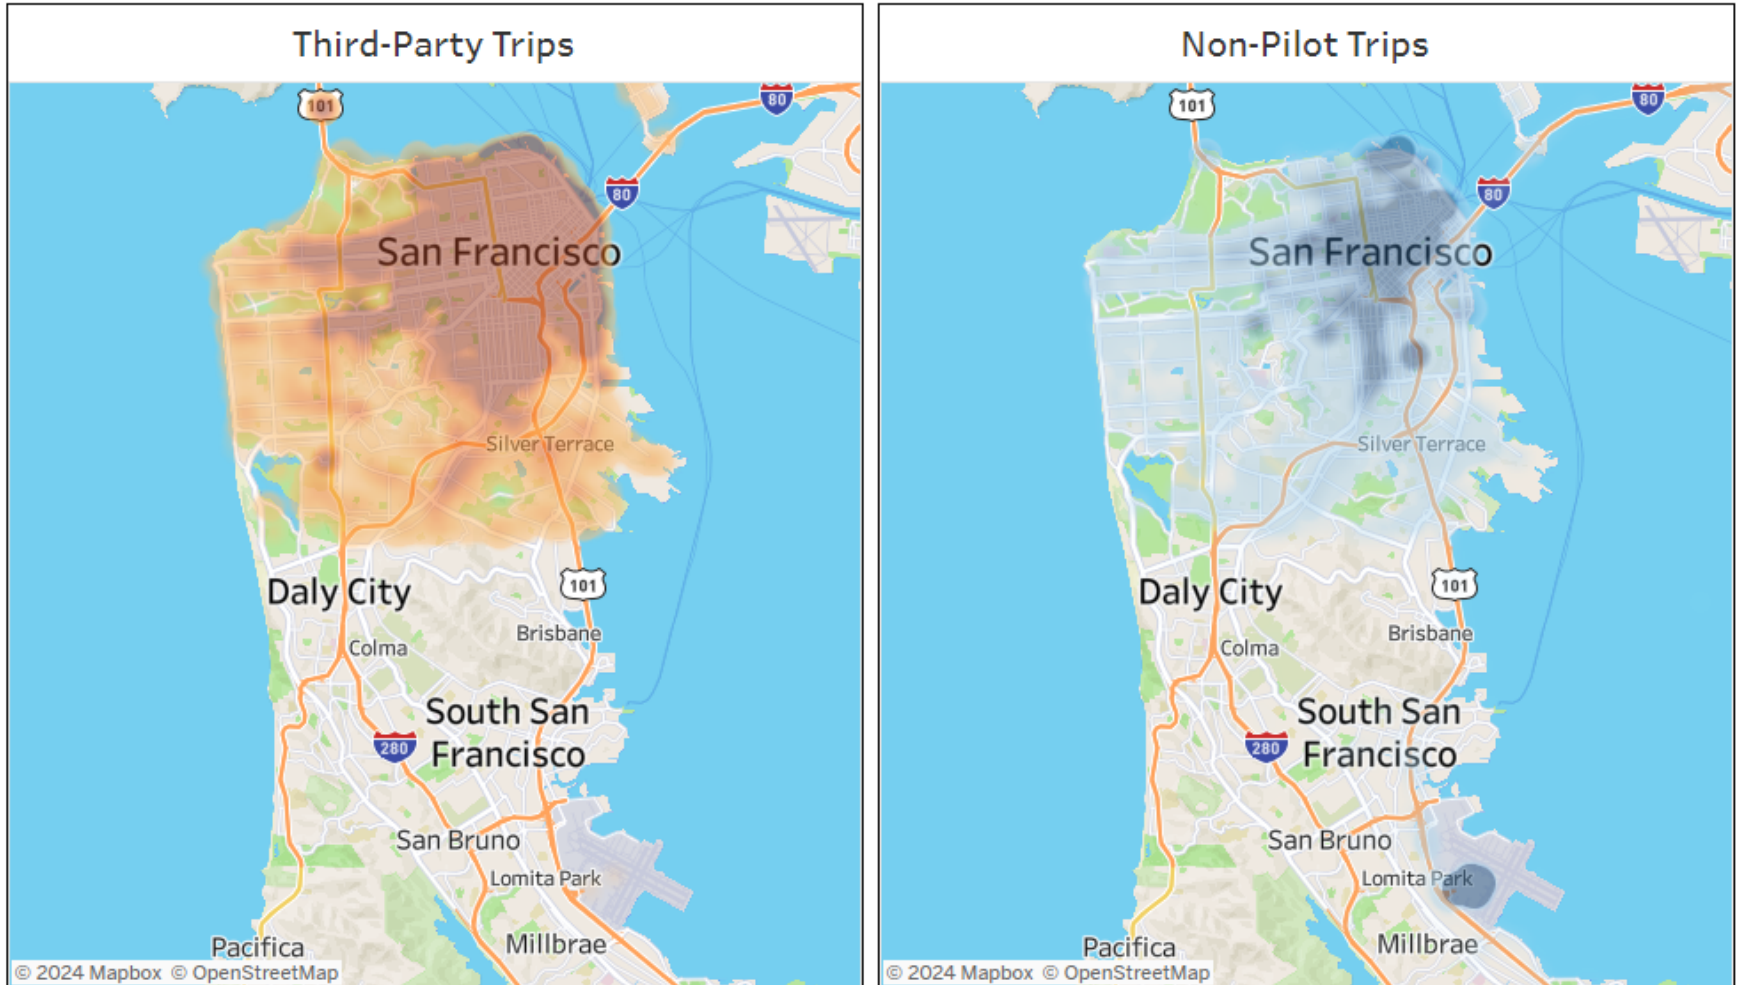 Third-Party Trips
101
80
80
San Francisco
Silver Terrace
Daly City
101
Brisbane
Colma
South San
Francisco
280
San Bruno
Lomita Park
Pacifica
Millbrae
© 2024 Mapbox © OpenStreetMap
Non-Pilot Trips
101
80
80
San Francisco
Silver Terrace
Daly City
101
Brisbane
Colma
South San
Francisco
280
San Bruno
Lomita Park
Pacifica
Millbrae
© 2024 Mapbox © OpenStreetMap